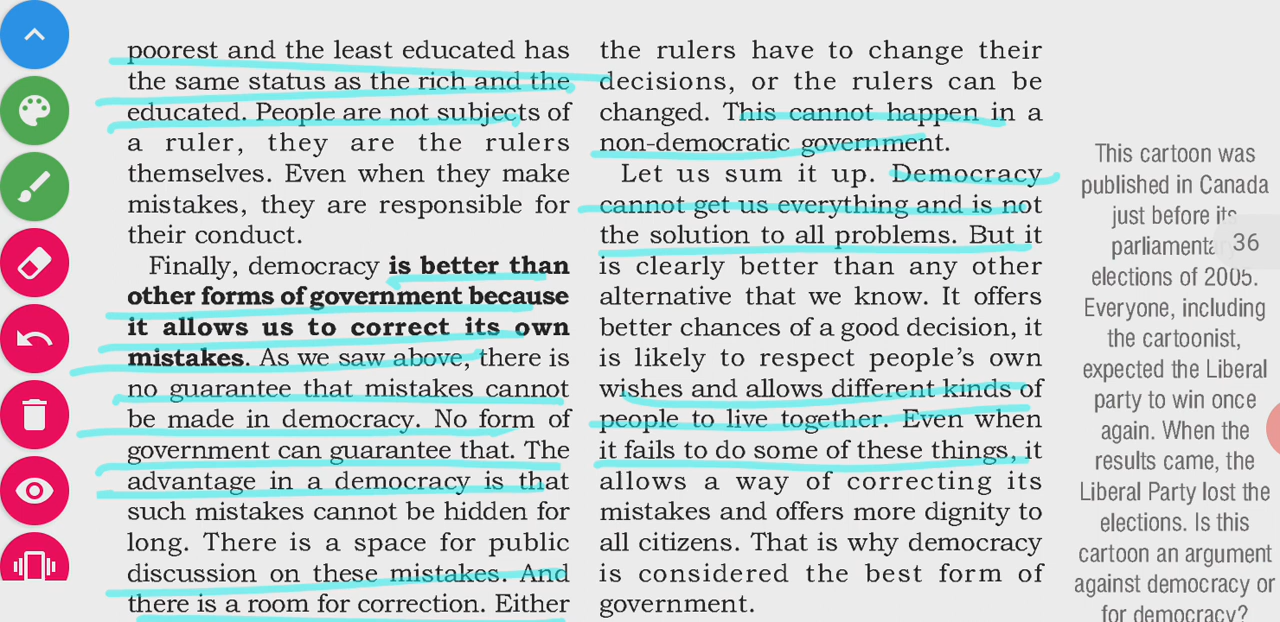 poorest and the least educated has
the same status as the rich and the
educated. People are not subjects of
a ruler, they are the rulers
themselves. Even when they make
mistakes, they are responsible for
their conduct.
Finally, democracy is better than
other forms of government because
it allows us to correct its own
mistakes. As we saw above, there is
no guarantee that mistakes cannot
be made in democracy. No form of
government can guarantee that. The
advantage in a democracy is that
such mistakes cannot be hidden for
long. There is a space for public
discussion on these mistakes. And
there is a room for correction. Either
the rulers have to change their
decisions, or the rulers can be
changed. This cannot happen in a
non-democratic government.
Let us sum it up. Democracy
cannot get us everything and is not
the solution to all problems. But it
is clearly better than any other
alternative that we know. It offers
better chances of a good decision, it
is likely to respect people's own
wishes and allows different kinds of
people to live together. Even when
it fails to do some of these things, it
allows a way of correcting its
mistakes and offers more dignity to
all citizens. That is why democracy
is considered the best form of
government.
This cartoon was
published in Canada
just before its
36
elections of 2005.
Everyone, including
the cartoonist,
expected the Liberal
party to win once
again. When the
results came, the
Liberal Party lost the
elections. Is this
cartoon an argument
against democracy or
for democracy?